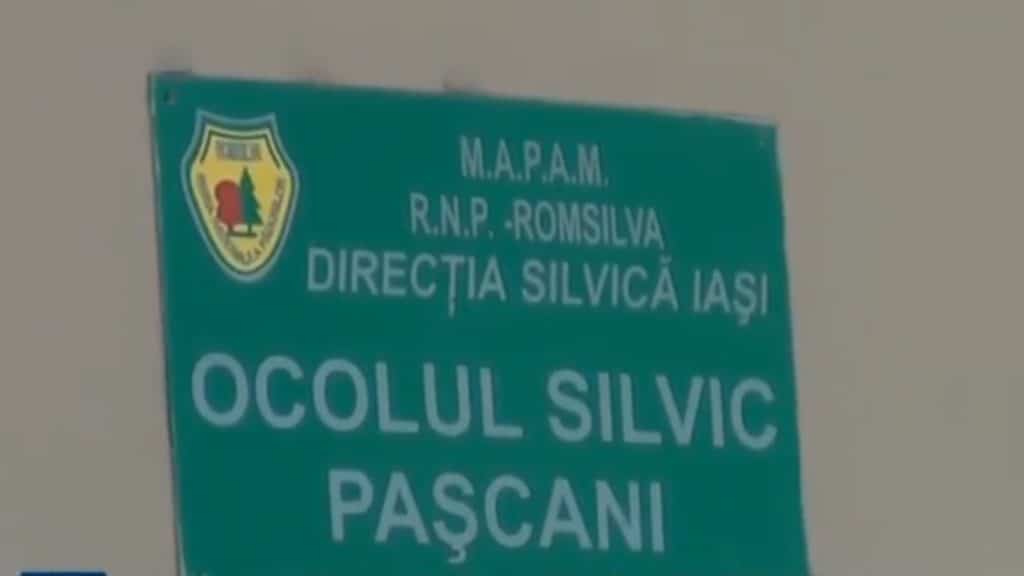 M.A.P.A.M.
R.N.P. -ROMSILVA
DIRECŢIA SILVICĂ IAŞI
OCOLUL SILVIC
PAŞCANI